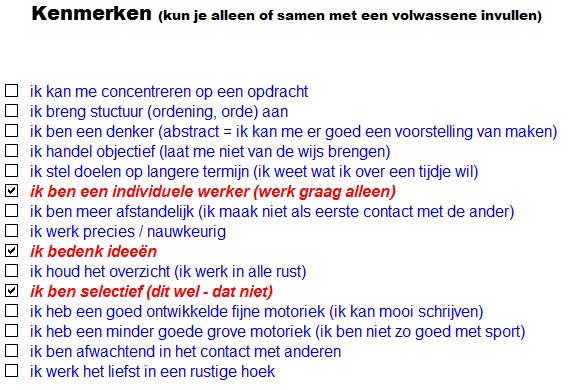 Kenmerken (kun je alleen of samen met een volwassene invullen)
ik kan me concentreren op een opdracht
ik breng stuctuur (ordening, orde) aan
ik ben een denker (abstract = ik kan me er goed een voorstelling van maken)
ik handel objectief (laat me niet van de wijs brengen)
ik stel doelen op langere termijn (ik weet wat ik over een tijdje wil)
ik ben een individuele werker (werk graag alleen)
ik ben meer afstandelijk (ik maak niet als eerste contact met de ander)
ik werk precies / nauwkeurig
ik bedenk ideeën
ik houd het overzicht (ik werk in alle rust)
ik ben selectief (dit wel - dat niet)
ik heb een goed ontwikkelde fijne motoriek (ik kan mooi schrijven)
ik heb een minder goede grove motoriek (ik ben niet zo goed met sport)
ik ben afwachtend in het contact met anderen
ik werk het liefst in een rustige hoek